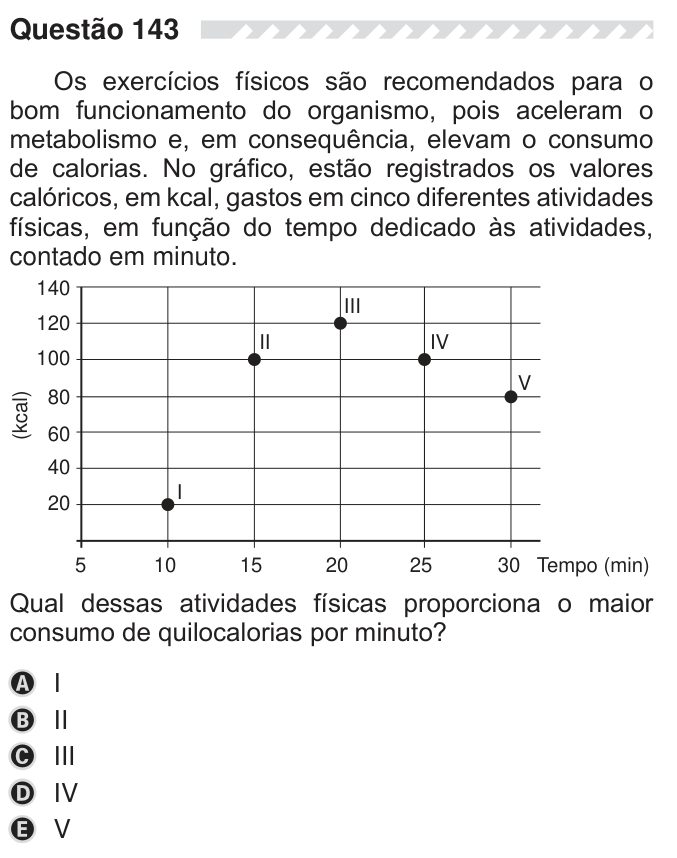 Questão 143
Os exercícios físicos são recomendados para o
bom funcionamento do organismo, pois aceleram o
metabolismo e, em consequência, elevam o consumo
de calorias. No gráfico, estão registrados os valores
calóricos, em kcal, gastos em cinco diferentes atividades
físicas, em função do tempo dedicado às atividades,
contado em minuto.
140
120
100
80
60
40
20
(kcal)
I
II
III
IV
V
5 10 15 20 25 30 Tempo (min)
Qual dessas atividades físicas proporciona o maior
consumo de quilocalorias por minuto?
A I
B II
C III
D IV
E V